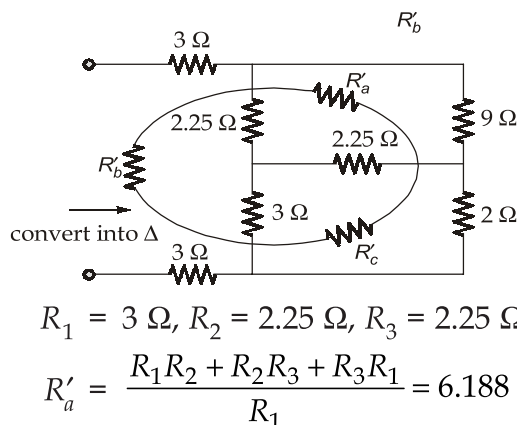 R′b
3 Ω
R′a
2.25 Ω
9 Ω
2.25 Ω
R′b
3 Ω
2 Ω
convert into Δ
R′c
3 Ω
R1 = 3 Ω, R2 = 2.25 Ω, R3 = 2.25 Ω
R′a = (R1R2 + R2R3 + R3R1) / R1 = 6.188